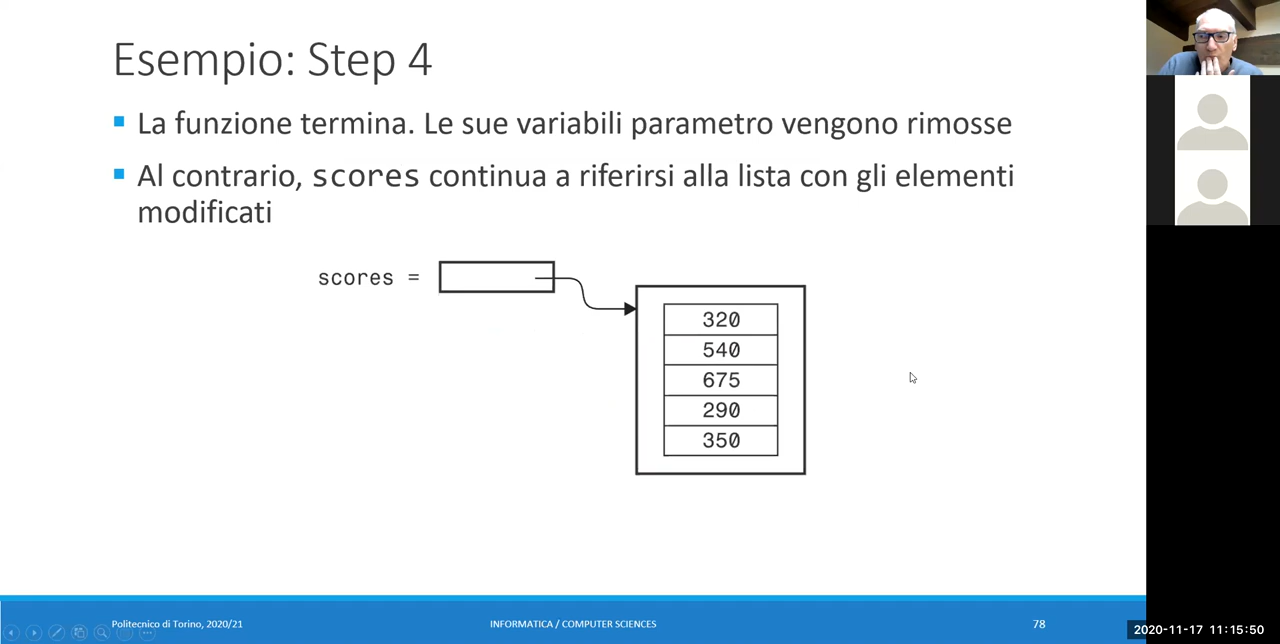 Esempio: Step 4
La funzione termina. Le sue variabili parametro vengono rimosse
Al contrario, scores continua a riferirsi alla lista con gli elementi
modificati
scores =
320
540
675
290
350
Politecnico di Torino, 2020/21
INFORMATICA / COMPUTER SCIENCES
78
2020-11-17 11:15:50